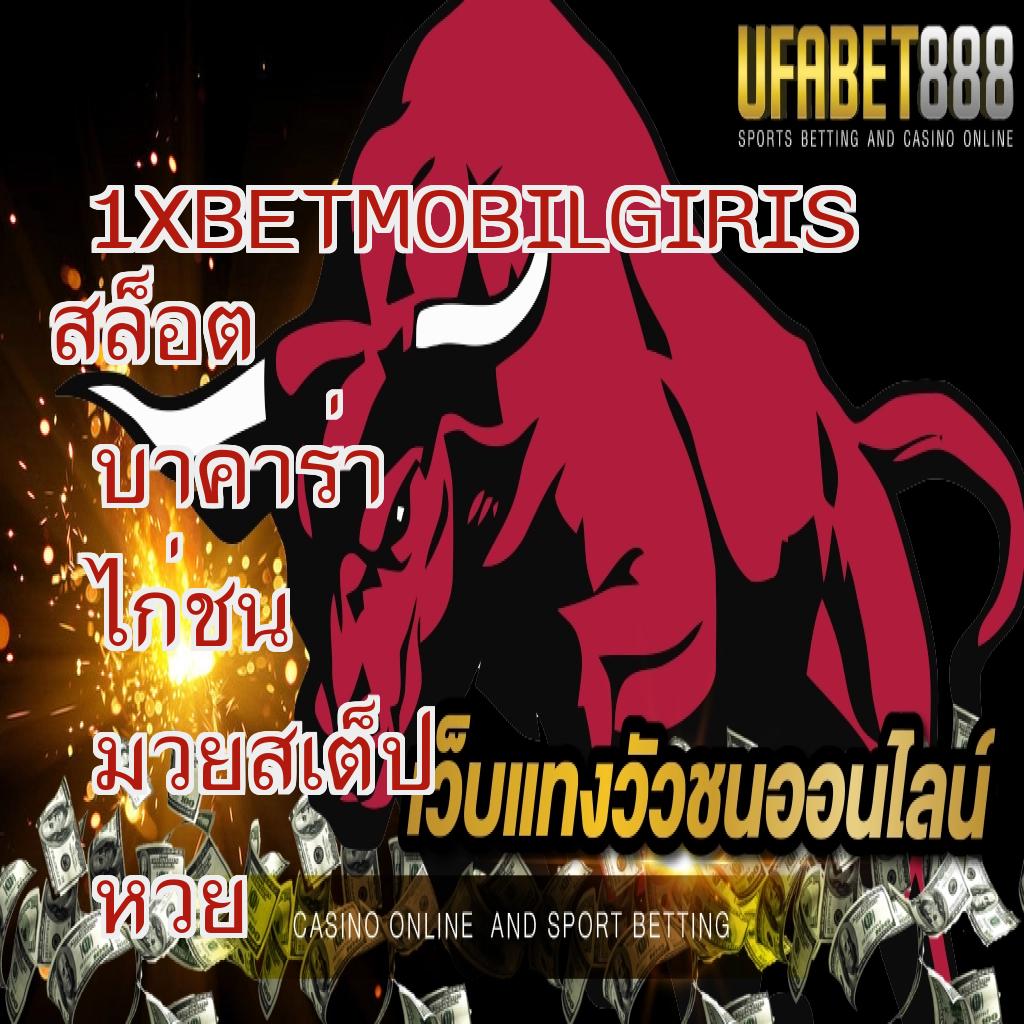 UFABET888
SPORTS BETTING AND CASINO ONLINE
1XBETMOBILGIRIS
สล็อต
บาคาร่า
ไก่ชน
มวยสเต็ป
เว็บแทงวัวชนออนไลน์
หวย
CASINO ONLINE AND SPORT BETTING